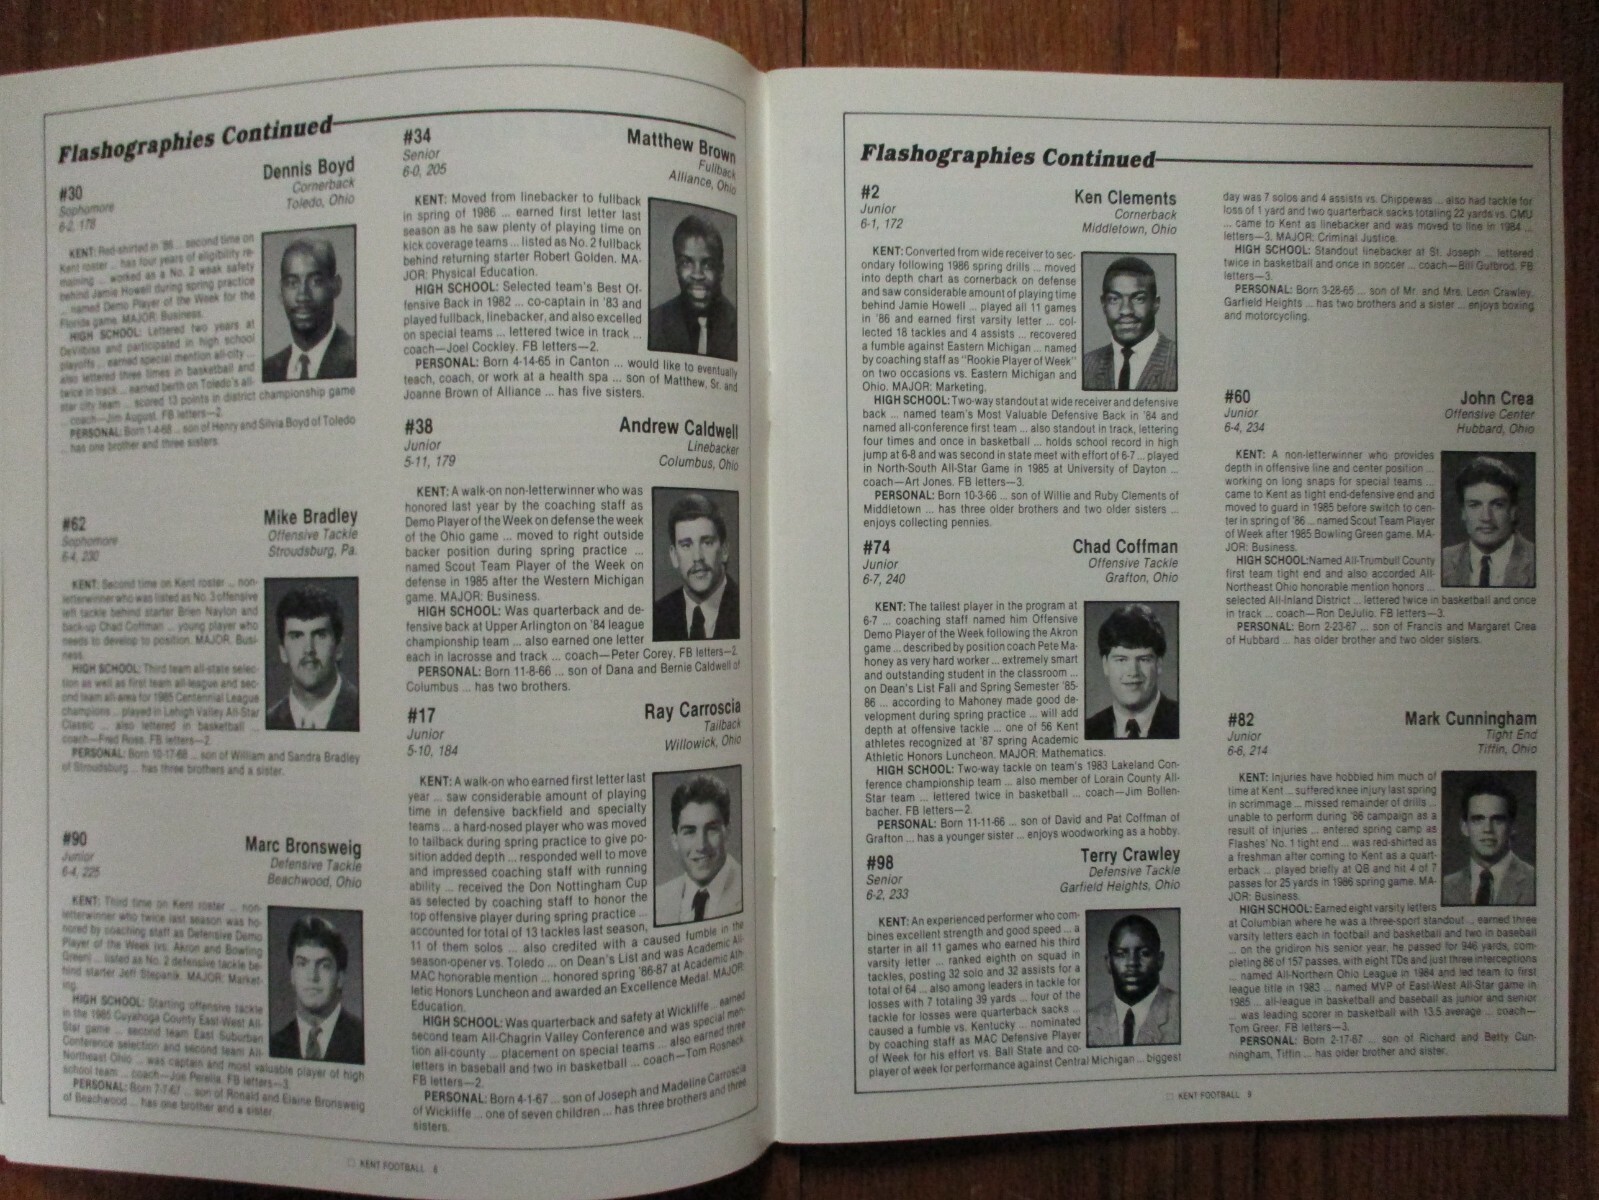 Flashographies Continued
#30
Dennis Boyd
Sophomore
Cornerback
6-2, 178
Toledo, Ohio
KENT: Red-shirted in '86 ... second time on
Kent roster ... has four years of eligibility re-
maining ... worked as a No. 2 weak safety
behind Jamie Howell during spring practice
... named Demo Player of the Week for the
Florida game. MAJOR: Business.
HIGH SCHOOL: Lettered two years at
DeVilbiss and participated in high school
playoffs ... earned special mention all-city ...
also lettered three times in basketball and
twice in track ... earned berth on Toledo's all-
star city team ... scored 13 points in district championship game
... coach—Jim August. FB letters—2.
PERSONAL: Born 1-4-68 ... son of Henry and Silvia Boyd of Toledo
... has one brother and three sisters.
#62
Mike Bradley
Sophomore
Offensive Tackle
6-4, 230
Stroudsburg, Pa.
KENT: Second time on Kent roster ... non-
letterwinner who was listed as No. 3 offensive
left tackle behind starter Brien Naylon and
back-up Chad Coffman ... young player who
needs to develop to position. MAJOR: Busi-
ness.
HIGH SCHOOL: Third team all-state selec-
tion as well as first team all-league and sec-
ond team all-area for 1985 Centennial League
champions ... played in Lehigh Valley All-Star
Classic ... also lettered in basketball ...
coach—Fred Ross. FB letters—2.
PERSONAL: Born 10-17-66 ... son of William and Sandra Bradley
of Stroudsburg ... has three brothers and a sister.
#90
Marc Bronsweig
Junior
Defensive Tackle
6-4, 225
Beachwood, Ohio
KENT: Third time on Kent roster ... non-
letterwinner who twice last season was ho-
nored by coaching staff as Defensive Demo
Player of the Week (vs. Akron and Bowling
Green) ... listed as No. 2 defensive tackle be-
hind starter Jeff Stepanik. MAJOR: Market-
ing.
HIGH SCHOOL: Starting offensive tackle
in the 1985 Cuyahoga County East-West All-
Star game ... second team East Suburban
Conference selection and second team All-
Northeast Ohio ... was captain and most valuable player of high
school team ... coach—Joe Perella. FB letters—3.
PERSONAL: Born 7-7-67 ... son of Ronald and Elaine Bronsweig
of Beachwood ... has one brother and a sister.
#34
Matthew Brown
Senior
Fullback
6-0, 205
Alliance, Ohio
KENT: Moved from linebacker to fullback
in spring of 1986 ... earned first letter last
season as he saw plenty of playing time on
kick coverage teams ... listed as No. 2 fullback
behind returning starter Robert Golden. MA-
JOR: Physical Education.
HIGH SCHOOL: Selected team's Best Of-
fensive Back in 1982 ... co-captain in '83 and
played fullback, linebacker, and also excelled
on special teams ... lettered twice in track ...
coach—Joel Cockley. FB letters—2.
PERSONAL: Born 4-14-65 in Canton ... would like to eventually
teach, coach, or work at a health spa ... son of Matthew, Sr. and
Joanne Brown of Alliance ... has five sisters.
#38
Andrew Caldwell
Junior
Linebacker
5-11, 179
Columbus, Ohio
KENT: A walk-on non-letterwinner who was
honored last year by the coaching staff as
Demo Player of the Week on defense the week
of the Ohio game ... moved to right outside
backer position during spring practice ...
named Scout Team Player of the Week on
defense in 1985 after the Western Michigan
game. MAJOR: Business.
HIGH SCHOOL: Was quarterback and de-
fensive back at Upper Arlington on '84 league
championship team ... also earned one letter
each in lacrosse and track ... coach—Peter Corey. FB letters—2.
PERSONAL: Born 11-8-66 ... son of Dana and Bernie Caldwell of
Columbus ... has two brothers.
#17
Ray Carroscia
Junior
Tailback
5-10, 184
Willowick, Ohio
KENT: A walk-on who earned first letter last
year ... saw considerable amount of playing
time in defensive backfield and specialty
teams ... a hard-nosed player who was moved
to tailback during spring practice to give po-
sition added depth ... responded well to move
and impressed coaching staff with running
ability ... received the Don Nottingham Cup
as selected by coaching staff to honor the
top offensive player during spring practice ...
accounted for total of 13 tackles last season,
11 of them solos ... also credited with a caused fumble in the
season-opener vs. Toledo ... on Dean's List and was Academic All-
MAC honorable mention ... honored spring '86-87 at Academic Ath-
letic Honors Luncheon and awarded an Excellence Medal. MAJOR:
Education.
HIGH SCHOOL: Was quarterback and safety at Wickliffe ... earned
second team All-Chagrin Valley Conference and was special men-
tion all-county ... placement on special teams ... also earned three
letters in baseball and two in basketball ... coach—Tom Rosneck.
FB letters—2.
PERSONAL: Born 4-1-67 ... son of Joseph and Madeline Carroscia
of Wickliffe ... one of seven children ... has three brothers and three
sisters.
KENT FOOTBALL 8
Flashographies Continued
#2
Ken Clements
Junior
Cornerback
6-1, 172
Middletown, Ohio
KENT: Converted from wide receiver to sec-
ondary following 1986 spring drills ... moved
into depth chart as cornerback on defense
and saw considerable amount of playing time
behind Jamie Howell ... played all 11 games
in '86 and earned first varsity letter ... col-
lected 18 tackles and 4 assists ... recovered
a fumble against Eastern Michigan ... named
by coaching staff as "Rookie Player of Week"
on two occasions vs. Eastern Michigan and
Ohio. MAJOR: Marketing.
HIGH SCHOOL: Two-way standout at wide receiver and defensive
back ... named team's Most Valuable Defensive Back in '84 and
named all-conference first team ... also standout in track, lettering
four times and once in basketball ... holds school record in high
jump at 6-8 and was second in state meet with effort of 6-7 ... played
in North-South All-Star Game in 1985 at University of Dayton ...
coach—Art Jones. FB letters—3.
PERSONAL: Born 10-3-66 ... son of Willie and Ruby Clements of
Middletown ... has three older brothers and two older sisters ...
enjoys collecting pennies.
#74
Chad Coffman
Junior
Offensive Tackle
6-7, 240
Grafton, Ohio
KENT: The tallest player in the program at
6-7 ... coaching staff named him Offensive
Demo Player of the Week following the Akron
game ... described by position coach Pete Ma-
honey as very hard worker ... extremely smart
and outstanding student in the classroom ...
on Dean's List Fall and Spring Semester '85-
86 ... according to Mahoney made good de-
velopment during spring practice ... will add
depth at offensive tackle ... one of 56 Kent
athletes recognized at '87 spring Academic
Athletic Honors Luncheon. MAJOR: Mathematics.
HIGH SCHOOL: Two-way tackle on team's 1983 Lakeland Con-
ference championship team ... also member of Lorain County All-
Star team ... lettered twice in basketball ... coach—Jim Bollen-
bacher. FB letters—2.
PERSONAL: Born 11-11-66 ... son of David and Pat Coffman of
Grafton ... has a younger sister ... enjoys woodworking as a hobby.
#98
Terry Crawley
Senior
Defensive Tackle
6-2, 233
Garfield Heights, Ohio
KENT: An experienced performer who com-
bines excellent strength and good speed ... a
starter in all 11 games who earned his third
varsity letter ... ranked eighth on squad in
tackles, posting 32 solo and 32 assists for a
total of 64 ... also among leaders in tackle for
losses with 7 totaling 39 yards ... four of the
tackle for losses were quarterback sacks ...
caused a fumble vs. Kentucky ... nominated
by coaching staff as MAC Defensive Player
of Week for his effort vs. Ball State and co-
player of week for performance against Central Michigan ... biggest
day was 7 solos and 4 assists vs. Chippewas ... also had tackle for
loss of 1 yard and two quarterback sacks totaling 22 yards vs. CMU
... came to Kent as linebacker and was moved to line in 1984 ...
letters—3. MAJOR: Criminal Justice.
HIGH SCHOOL: Standout linebacker at St. Joseph ... lettered
twice in basketball and once in soccer ... coach—Bill Gutbrod. FB
letters—3.
PERSONAL: Born 3-28-65 ... son of Mr. and Mrs. Leon Crawley,
Garfield Heights ... has two brothers and a sister ... enjoys boxing
and motorcycling.
#60
John Crea
Junior
Offensive Center
6-4, 234
Hubbard, Ohio
KENT: A non-letterwinner who provides
depth in offensive line and center position ...
working on long snaps for special teams ...
came to Kent as tight end-defensive end and
moved to guard in 1985 before switch to cen-
ter in spring of '86 ... named Scout Team Player
of Week after 1985 Bowling Green game. MA-
JOR: Business.
HIGH SCHOOL: Named All-Trumbull County
first team tight end and also accorded All-
Northeast Ohio honorable mention honors ...
selected All-Inland District ... lettered twice in basketball and once
in track ... coach—Ron DeJulio. FB letters—3.
PERSONAL: Born 2-23-67 ... son of Francis and Margaret Crea
of Hubbard ... has older brother and two older sisters.
#82
Mark Cunningham
Junior
Tight End
6-6, 214
Tiffin, Ohio
KENT: Injuries have hobbled him much of
time at Kent ... suffered knee injury last spring
in scrimmage ... missed remainder of drills ...
unable to perform during '86 campaign as a
result of injuries ... entered spring camp as
Flashes' No. 1 tight end ... was red-shirted as
a freshman after coming to Kent as a quart-
erback ... played briefly at QB and hit 4 of 7
passes for 25 yards in 1986 spring game. MA-
JOR: Business.
HIGH SCHOOL: Earned eight varsity letters
at Columbian where he was a three-sport standout ... earned three
varsity letters each in football and basketball and two in baseball
... on the gridiron his senior year, he passed for 946 yards, com-
pleting 86 of 157 passes, with eight TDs and just three interceptions
... named All-Northern Ohio League in 1984 and led team to first
league title in 1983 ... named MVP of East-West All-Star game in
1985 ... all-league in basketball and baseball as junior and senior
... was leading scorer in basketball with 13.5 average ... coach—
Tom Greer. FB letters—3.
PERSONAL: Born 2-17-67 ... son of Richard and Betty Cun-
ningham, Tiffin ... has older brother and sister.
KENT FOOTBALL 9